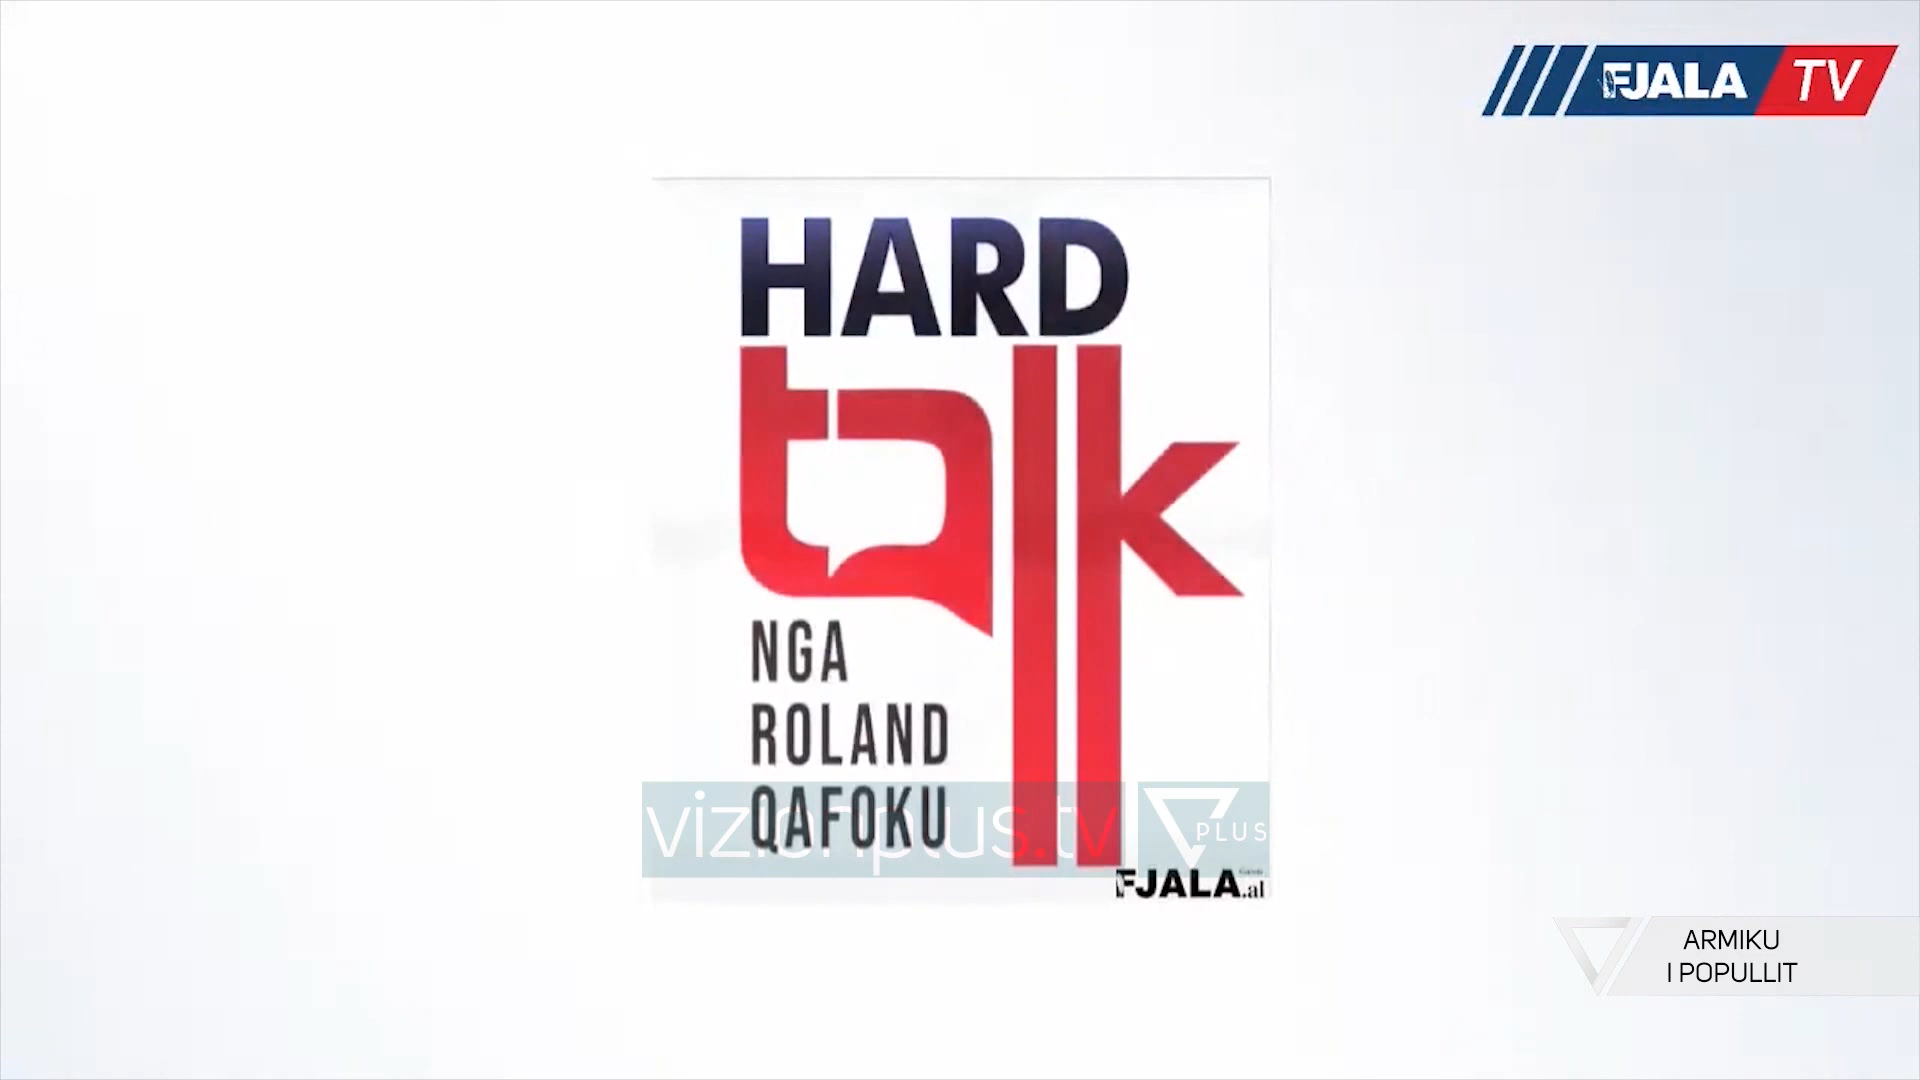 FJALA TV
HARD
talk
NGA
ROLAND
QAFOKU
vizionplus.tv PLUS
FJALA.al
ARMIKU
I POPULLIT